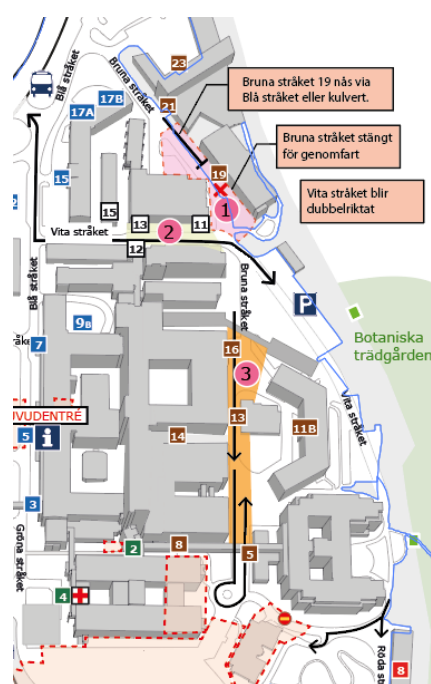 23
Bruna stråket
Blå stråket
17B
17A
21
Bruna stråket 19 nås via
Blå stråket eller kulvert.
Bruna stråket stängt
för genomfart
19
15
1
Vita stråket blir
dubbelriktat
15
13
11
Vita stråket
2
12
Blå stråket
Bruna stråket
P
9B
7
16
Botaniska
trädgården
3
Vita stråket
13
11B
UVUDENTRÉ
5
i
14
3
Gröna stråket
2
8
5
4
8
Röda st